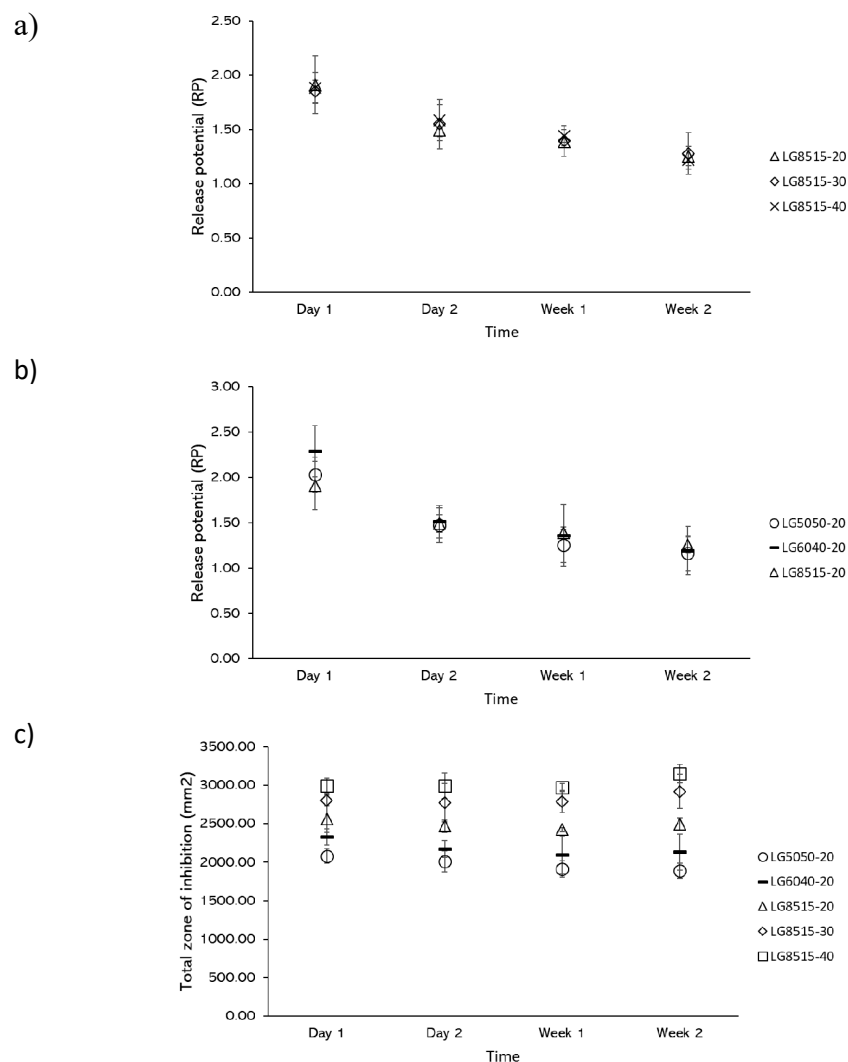 a)
2.50
2.00
1.50
1.00
0.50
0.00
Release potential (RP)
Day 1 Day 2 Week 1 Week 2
Time
LG8515-20
LG8515-30
LG8515-40
b)
3.00
2.50
2.00
1.50
1.00
0.50
0.00
Release potential (RP)
Day 1 Day 2 Week 1 Week 2
Time
LG5050-20
LG6040-20
LG8515-20
c)
3500.00
3000.00
2500.00
2000.00
1500.00
1000.00
500.00
0.00
Total zone of inhibition (mm2)
Day 1 Day 2 Week 1 Week 2
Time
LG5050-20
LG6040-20
LG8515-20
LG8515-30
LG8515-40